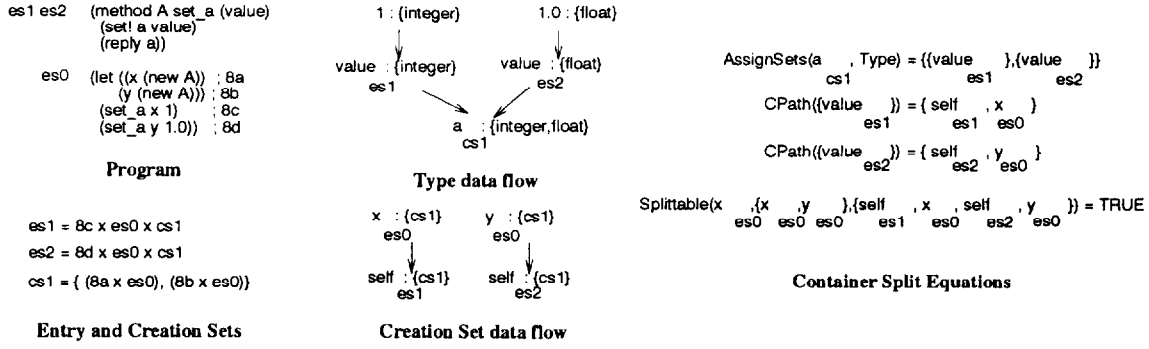 es1 es2 (method A set_a (value)
(set! a value)
(reply a))
es0 (let ((x (new A)) ; 8a
(y (new A))) ; 8b
(set_a x 1) ; 8c
(set_a y 1.0)) ; 8d
Program
es1 = 8c x es0 x cs1
es2 = 8d x es0 x cs1
cs1 = { (8a x es0), (8b x es0)}
Entry and Creation Sets
1 : {integer} 1.0 : {float}
value : {integer} value : {float}
es1 es2
a : {integer,float}
cs1
Type data flow
x : {cs1} y : {cs1}
es0 es0
self : {cs1} self : {cs1}
es1 es2
Creation Set data flow
AssignSets(a , Type) = {{value },{value }}
cs1 es1 es2
CPath({value }) = { self , x }
es1 es1 es0
CPath({value }) = { self , y }
es2 es2 es0
Splittable(x ,{x ,y },{self , x , self , y }) = TRUE
es0 es0 es0 es1 es0 es2 es0
Container Split Equations